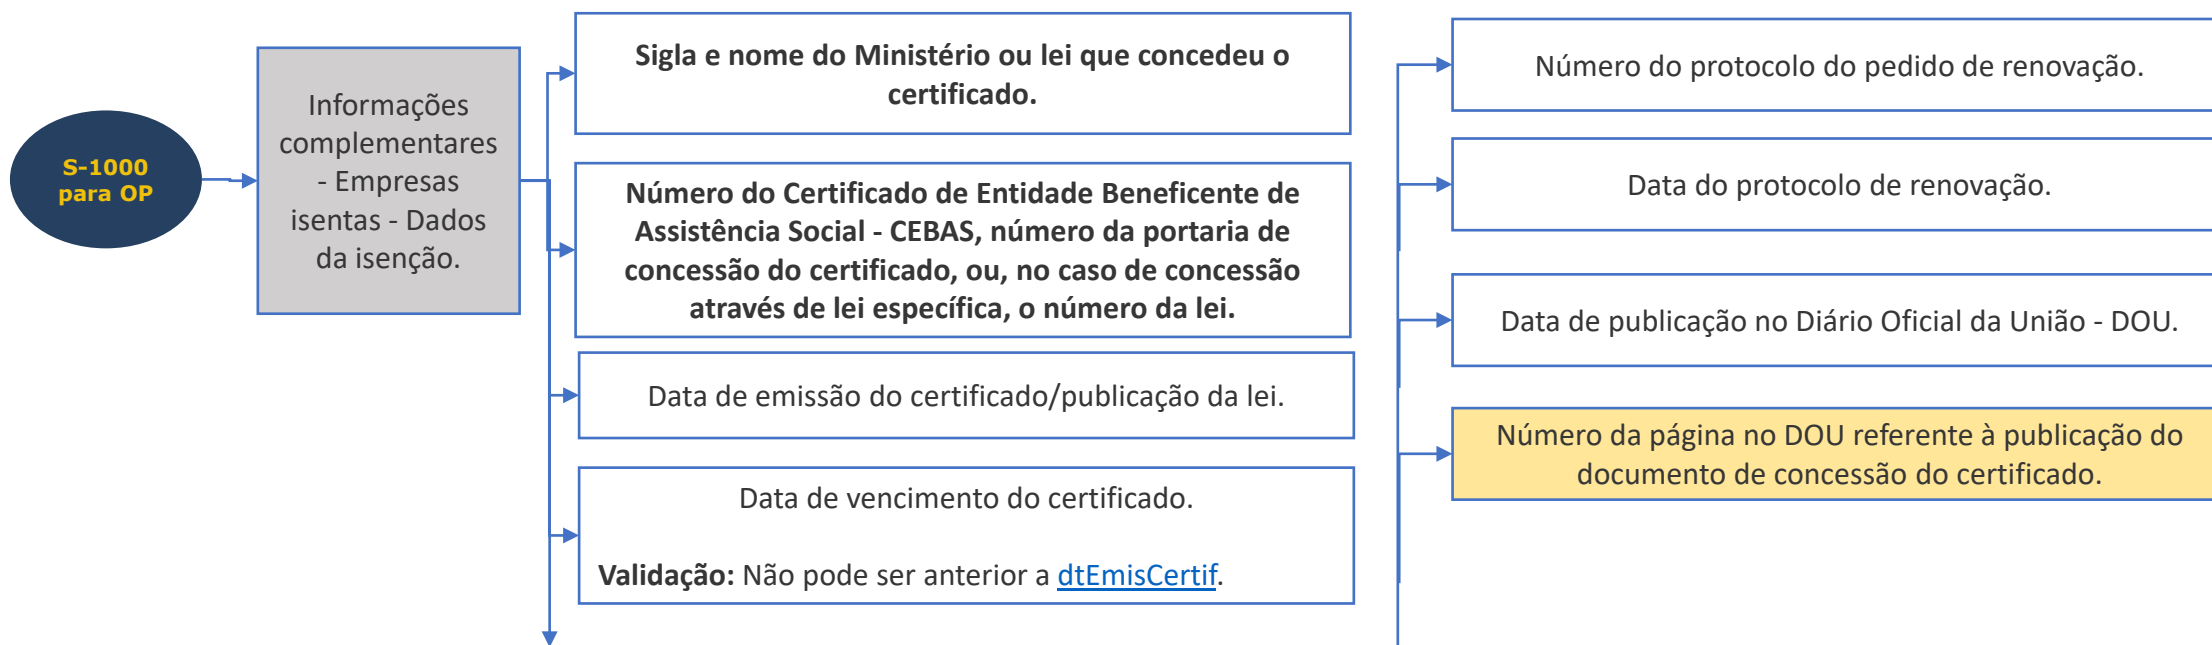 S-1000
para OP
Informações
complementares
- Empresas
isentas - Dados
da isenção.
Sigla e nome do Ministério ou lei que concedeu o
certificado.
Número do Certificado de Entidade Beneficente de
Assistência Social - CEBAS, número da portaria de
concessão do certificado, ou, no caso de concessão
através de lei específica, o número da lei.
Data de emissão do certificado/publicação da lei.
Data de vencimento do certificado.
Validação: Não pode ser anterior a dtEmisCertif.
Número do protocolo do pedido de renovação.
Data do protocolo de renovação.
Data de publicação no Diário Oficial da União - DOU.
Número da página no DOU referente à publicação do
documento de concessão do certificado.